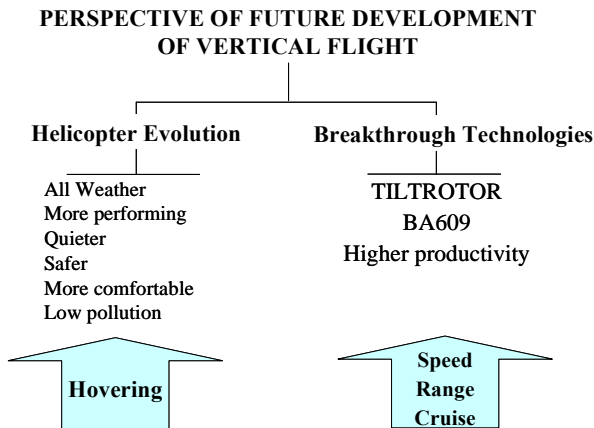 PERSPECTIVE OF FUTURE DEVELOPMENT
OF VERTICAL FLIGHT
Helicopter Evolution
All Weather
More performing
Quieter
Safer
More comfortable
Low pollution
Hovering
Breakthrough Technologies
TILTROTOR
BA609
Higher productivity
Speed
Range
Cruise